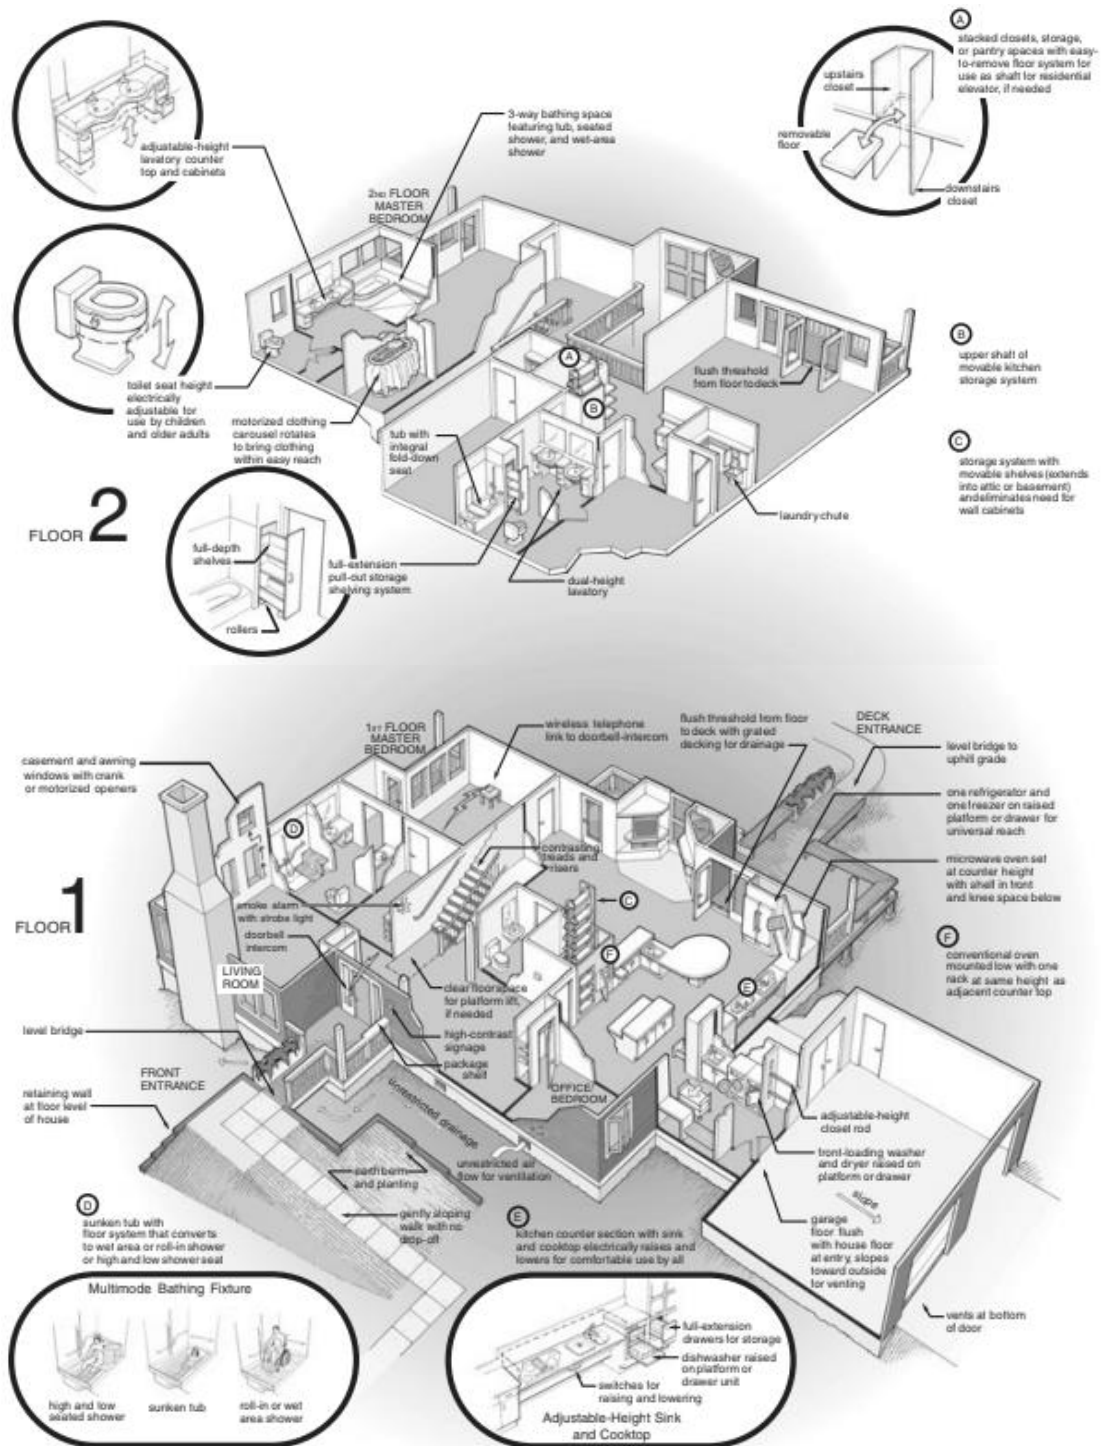 A
stacked closets, storage,
or pantry spaces with easy-
to-remove floor system for
use as shaft for residential
elevator, if needed
upstairs
closet
removable
floor
downstairs
closet
adjustable-height
lavatory counter
top and cabinets
3-way bathing space
featuring tub, seated
shower, and wet-area
shower
2ND FLOOR
MASTER
BEDROOM
toilet seat height
electrically
adjustable for
use by children
and older adults
motorized clothing
carousel rotates
to bring clothing
within easy reach
tub with
integral
fold-down
seat
A
B
flush threshold
from floor to deck
B
upper shaft of
movable kitchen
storage system
C
storage system with
movable shelves (extends
into attic or basement)
and eliminates need for
wall cabinets
laundry chute
FLOOR 2
full-depth
shelves
rollers
full-extension
pull-out storage
shelving system
dual-height
lavatory
1ST FLOOR
MASTER
BEDROOM
wireless telephone
link to doorbell-intercom
flush threshold from floor
to deck with grated
decking for drainage
DECK
ENTRANCE
level bridge to
uphill grade
casement and awning
windows with crank
or motorized openers
one refrigerator and
one freezer on raised
platform or drawer for
universal reach
microwave oven set
at counter height
with shelf in front
and knee space below
D
contrasting
treads and
risers
FLOOR 1
smoke alarm
with strobe light
doorbell
intercom
C
F
E
F
conventional oven
mounted low with one
rack at same height as
adjacent counter top
LIVING
ROOM
clear floor space
for platform lift,
if needed
high-contrast
signage
package
shelf
level bridge
FRONT
ENTRANCE
retaining wall
at floor level
of house
unrestricted drainage
OFFICE/
BEDROOM
adjustable-height
closet rod
front-loading washer
and dryer raised on
platform or drawer
earth berm
and planting
unrestricted air
flow for ventilation
slope
gently sloping
walk with no
drop-off
garage
floor flush
with house floor
at entry, slopes
toward outside
for venting
vents at bottom
of door
D
sunken tub with
floor system that converts
to wet area or roll-in shower
or high and low shower seat
E
kitchen counter section with sink
and cooktop electrically raises and
lowers for comfortable use by all
Multimode Bathing Fixture
high and low
seated shower
sunken tub
roll-in or wet
area shower
full-extension
drawers for storage
dishwasher raised
on platform or
drawer unit
switches for
raising and lowering
Adjustable-Height Sink
and Cooktop